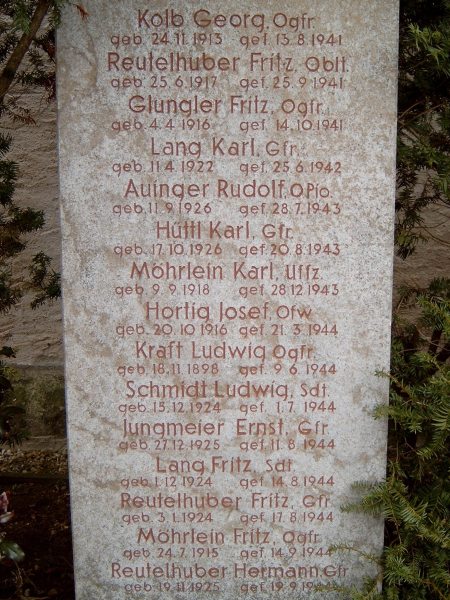 Kolb Georg Ogfr
geb. 24.11.1913 gef. 13.8.1941
Reutelhuber Fritz, Oblt.
geb. 25.6.1917 gef. 25.9.1941
Glungler Fritz, Ogfr.
geb. 4.4.1916 gef. 14.10.1941
Lang Karl, Gfr.
geb. 11.4.1922 gef. 25.6.1942
Auinger Rudolf, O.Pio.
geb. 11.9.1926 gef. 28.7.1943
Hüttl Karl, Gfr.
geb. 17.10.1926 gef. 20.8.1943
Möhrlein Karl, Uffz.
geb. 9.9.1918 gef. 28.12.1943
Hortig Josef, Ofw
geb. 20.10.1916 gef. 21.3.1944
Kraft Ludwig Ogfr.
geb. 18.11.1898 gef. 9.6.1944
Schmidt Ludwig, Sdt.
geb. 15.12.1924 gef. 1.7.1944
Jungmeier Ernst, Gfr
geb. 27.12.1925 gef. 11.8.1944
Lang Fritz, Sdt
geb. 1.12.1924 gef. 14.8.1944
Reutelhuber Fritz, Gfr
geb. 3.1.1924 gef. 17.8.1944
Möhrlein Fritz, Ogfr.
geb. 24.7.1915 gef. 14.9.1944
Reutelhuber Hermann, Gfr
geb. 19.11.1925 gef. 19.9.1944